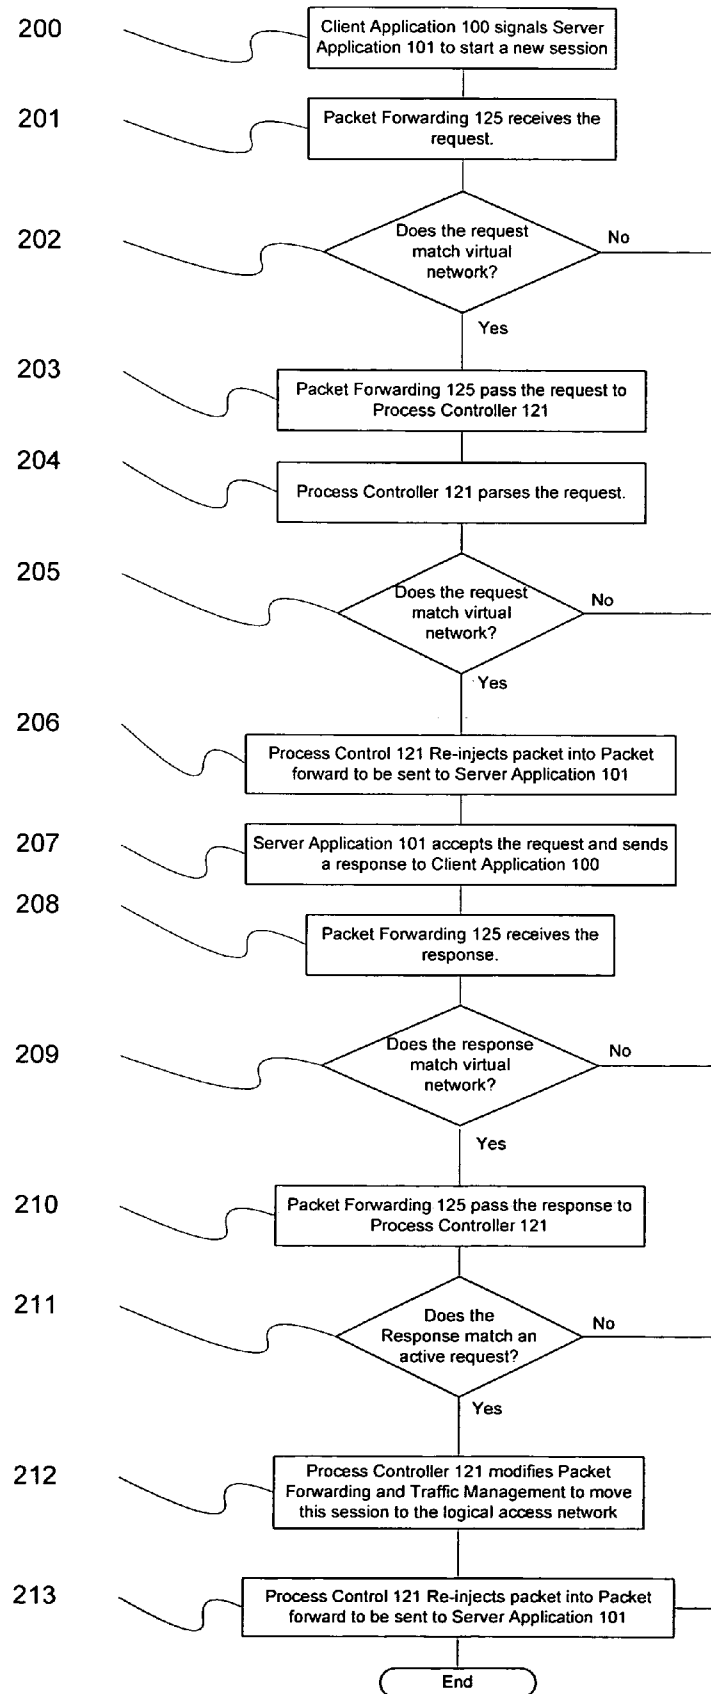 200
Client Application 100 signals Server
Application 101 to start a new session
201
Packet Forwarding 125 receives the
request.
202
Does the request
match virtual
network?
No
Yes
203
Packet Forwarding 125 pass the request to
Process Controller 121
204
Process Controller 121 parses the request.
205
Does the request
match virtual
network?
No
Yes
206
Process Control 121 Re-injects packet into Packet
forward to be sent to Server Application 101
207
Server Application 101 accepts the request and sends
a response to Client Application 100
208
Packet Forwarding 125 receives the
response.
209
Does the response
match virtual
network?
No
Yes
210
Packet Forwarding 125 pass the response to
Process Controller 121
211
Does the
Response match an
active request?
No
Yes
212
Process Controller 121 modifies Packet
Forwarding and Traffic Management to move
this session to the logical access network
213
Process Control 121 Re-injects packet into Packet
forward to be sent to Server Application 101
End